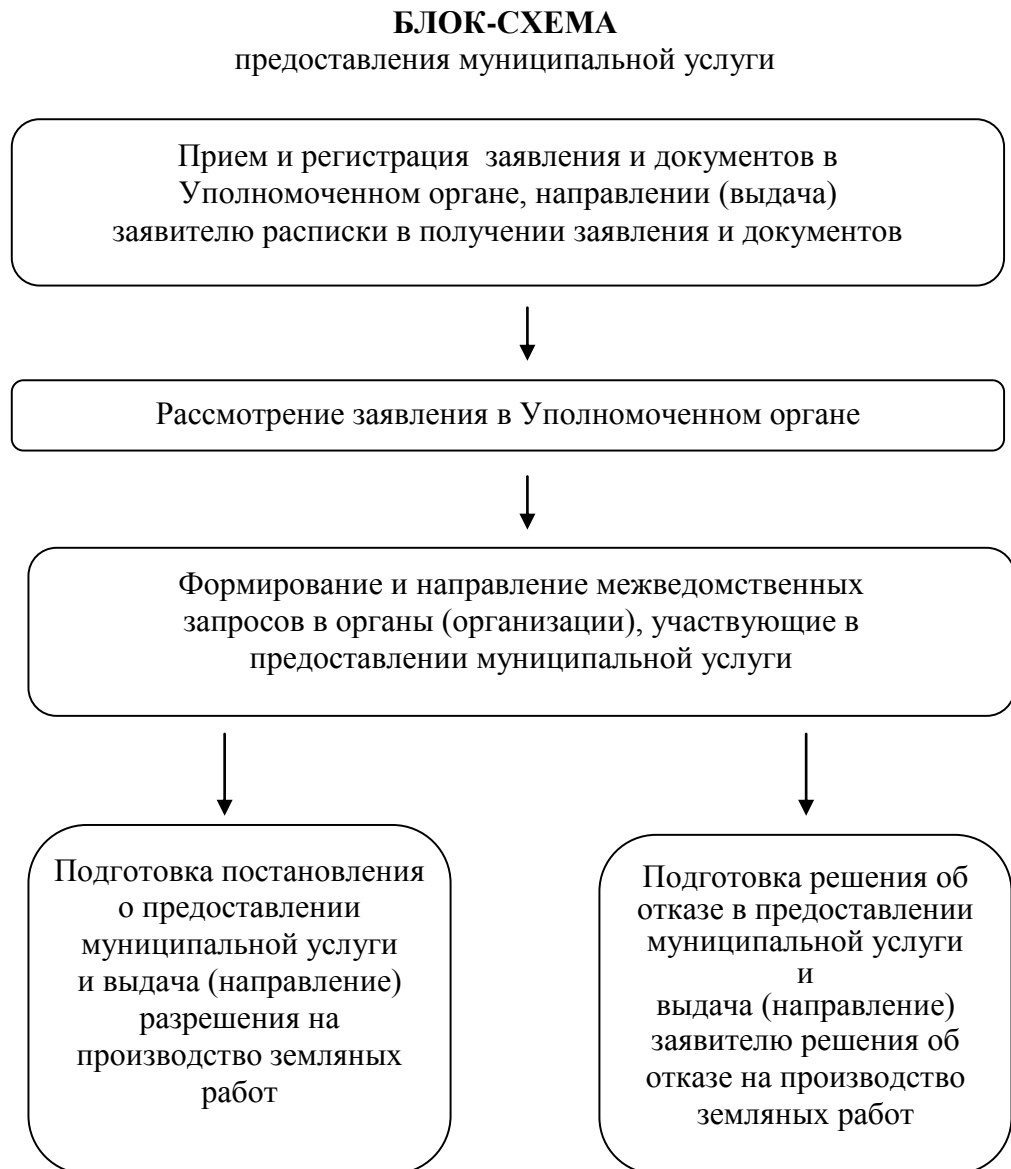 БЛОК-СХЕМА
предоставления муниципальной услуги
Прием и регистрация  заявления и документов в
Уполномоченном органе, направлении (выдача)
заявителю расписки в получении заявления и документов
Рассмотрение заявления в Уполномоченном органе
Формирование и направление межведомственных
запросов в органы (организации), участвующие в
предоставлении муниципальной услуги
Подготовка постановления
о предоставлении
муниципальной услуги
и выдача (направление)
разрешения на
производство земляных
работ
Подготовка решения об
отказе в предоставлении
муниципальной услуги
и
выдача (направление)
заявителю решения об
отказе на производство
земляных работ